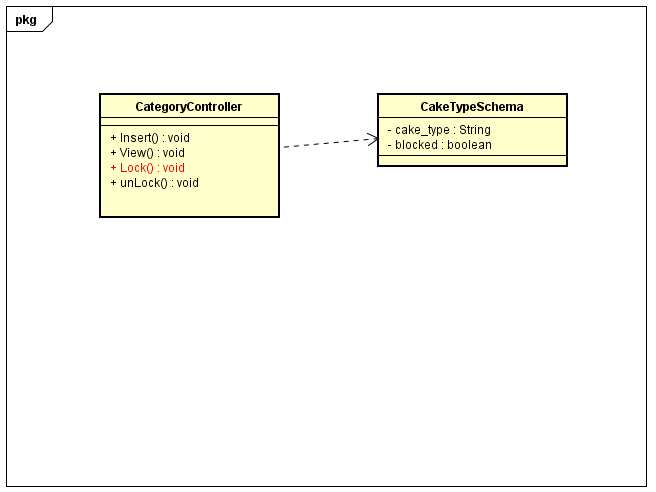 pkg
CategoryController
+ Insert() : void
+ View() : void
+ Lock() : void
+ unLock() : void
CakeTypeSchema
- cake_type : String
- blocked : boolean